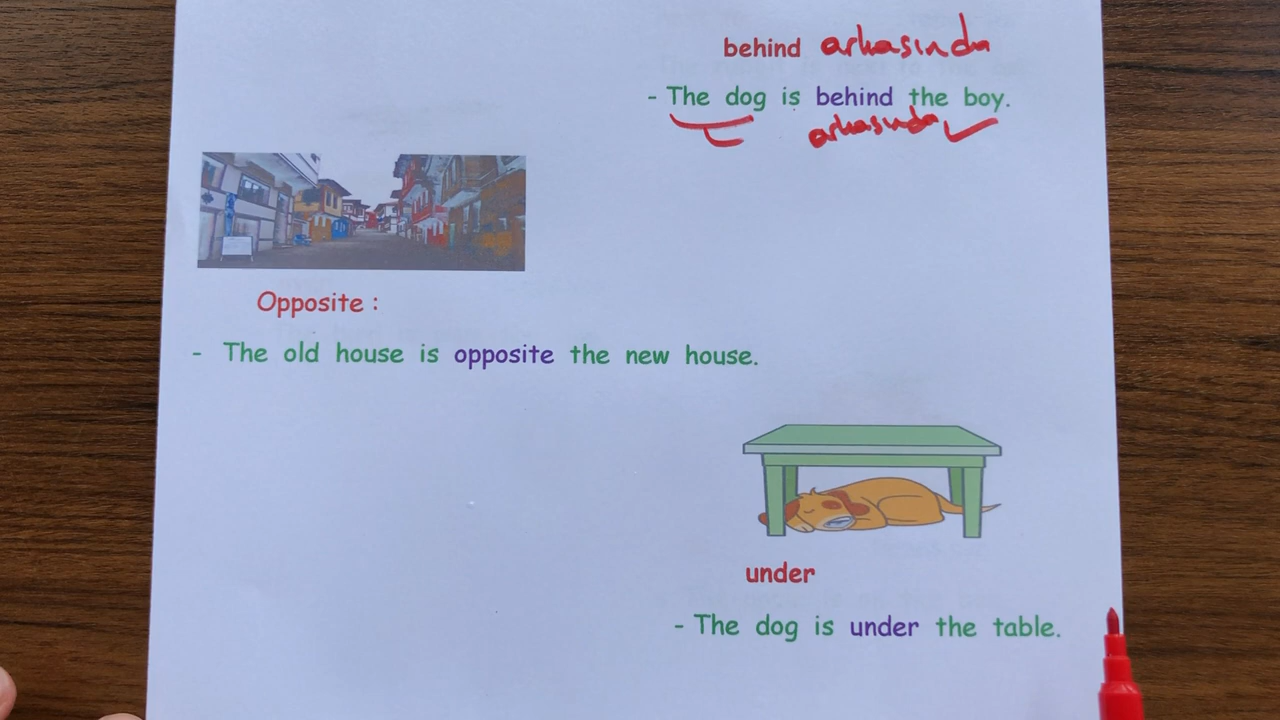 behind arkasında
- The dog is behind the boy.
arkasında
Opposite :
- The old house is opposite the new house.
under
- The dog is under the table.